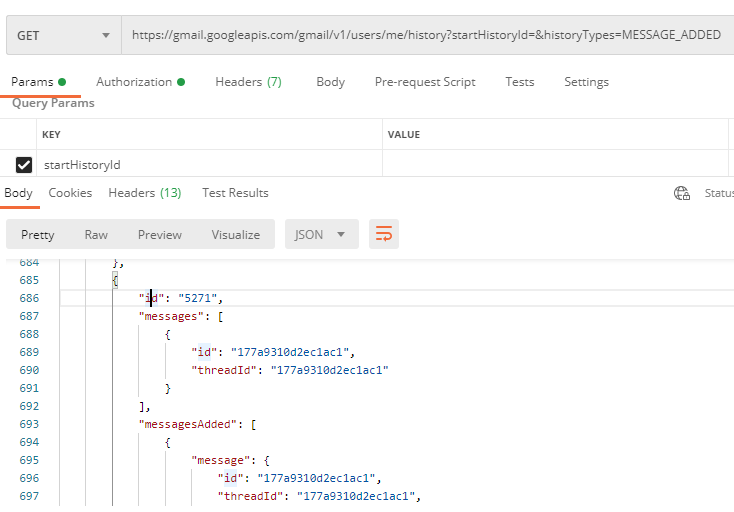 GET https://gmail.googleapis.com/gmail/v1/users/me/history?startHistoryId=&historyTypes=MESSAGE_ADDED
Params Authorization Headers (7) Body Pre-request Script Tests Settings
Query Params
KEY VALUE
startHistoryId
Body Cookies Headers (13) Test Results Status
Pretty Raw Preview Visualize JSON
684 },
685 {
686 "id": "5271",
687 "messages": [
688 {
689 "id": "177a9310d2ec1ac1",
690 "threadId": "177a9310d2ec1ac1"
691 }
692 ],
693 "messagesAdded": [
694 {
695 "message": {
696 "id": "177a9310d2ec1ac1",
697 "threadId": "177a9310d2ec1ac1",